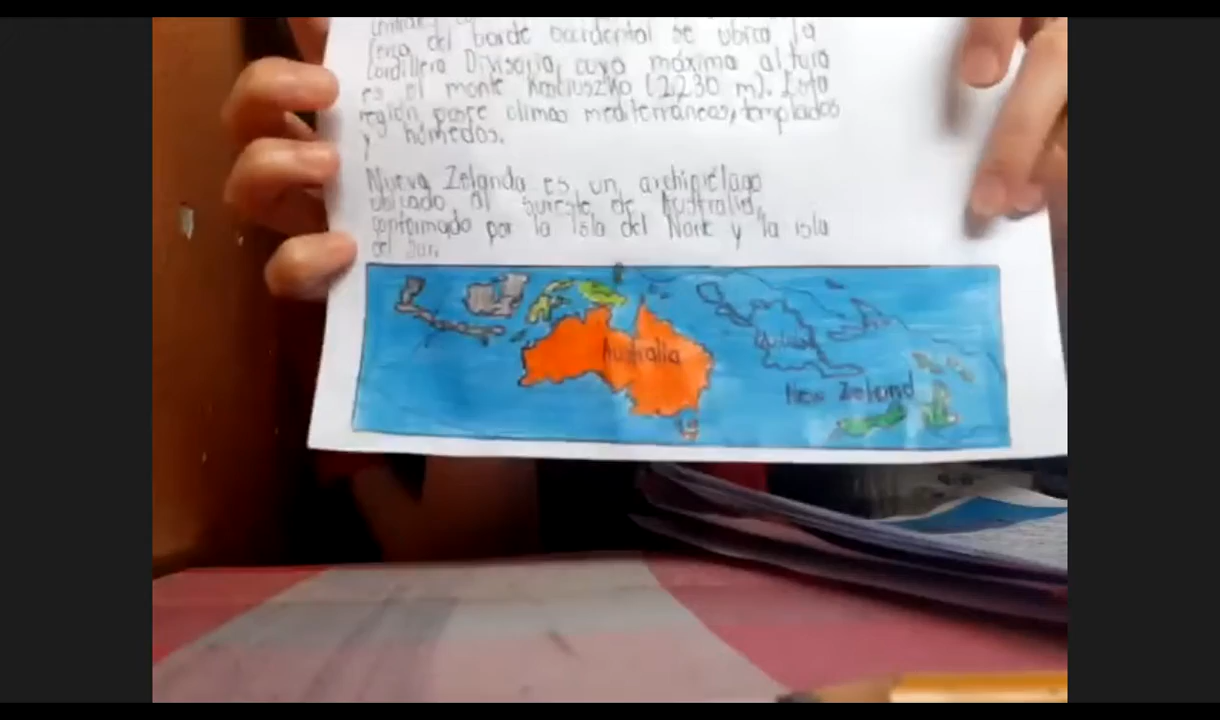 cerca del borde occidental se ubica la
Cordillera Divisoria, cuya máxima altura
es el monte (2,230 m). Esta
región posee climas mediterráneos, templados
y húmedos.
Nueva Zelanda es un archipiélago
ubicado al sureste de Australia,
conformado por la isla del Norte y la isla
del Sur.
Australia
New Zeland